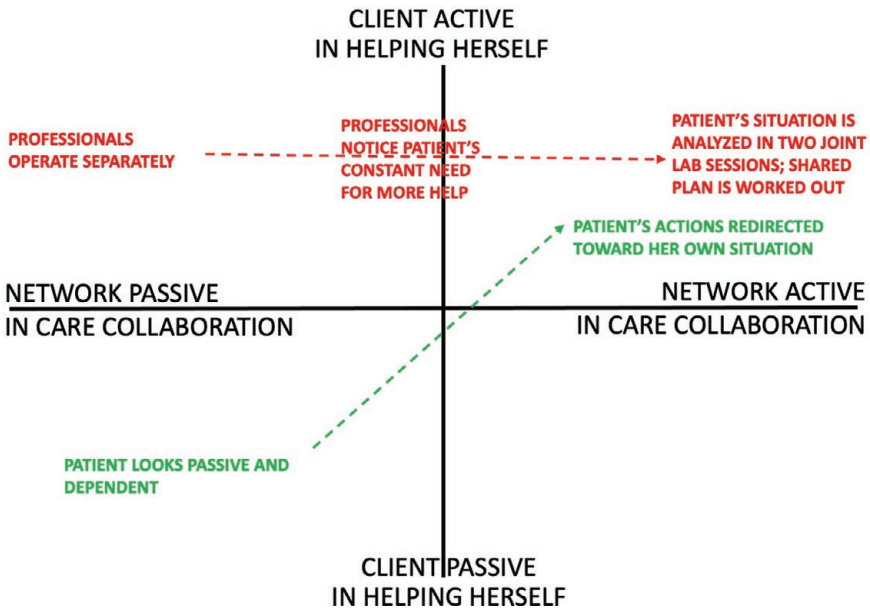 CLIENT ACTIVE
IN HELPING HERSELF
PROFESSIONALS
OPERATE SEPARATELY
PROFESSIONALS
NOTICE PATIENT'S
CONSTANT NEED
FOR MORE HELP
PATIENT'S SITUATION IS
ANALYZED IN TWO JOINT
LAB SESSIONS; SHARED
PLAN IS WORKED OUT
PATIENT'S ACTIONS REDIRECTED
TOWARD HER OWN SITUATION
NETWORK PASSIVE
IN CARE COLLABORATION
NETWORK ACTIVE
IN CARE COLLABORATION
PATIENT LOOKS PASSIVE AND
DEPENDENT
CLIENT PASSIVE
IN HELPING HERSELF